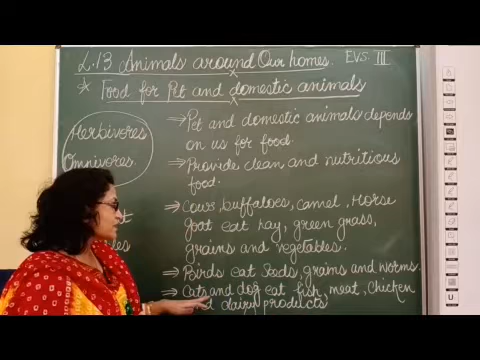 L.13 Animals around Our homes. EVS. III
* Food for Pet and domestic animals
Herbivores
Omnivores.
⇒ Pet and domestic animals depends
on us for food.
⇒ Provide clean and nutritious
food.
⇒ Cows, buffaloes, camel, Horse
goat eat hay, green grass,
grains and vegetables.
⇒ Birds eat seeds, grains and worms.
⇒ Cats and dog eat fish, meat, chicken
dairy products